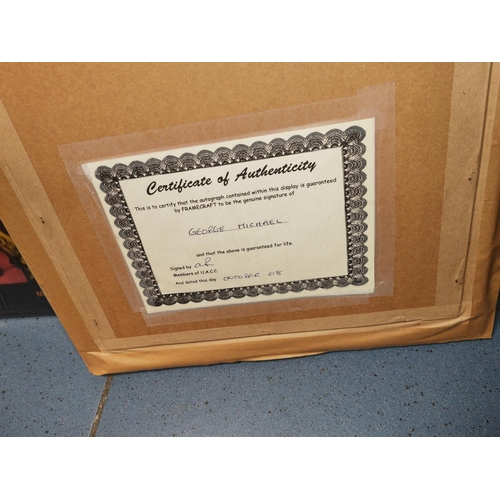 Certificate of Authenticity
This is to certify that the autograph contained within this display is guaranteed
by FRAMECRAFT to be the genuine signature of
GEORGE MICHAEL
and that the above is guaranteed for life.
Signed by
Members of U.A.C.C.
And dated this day OCTOBER 08